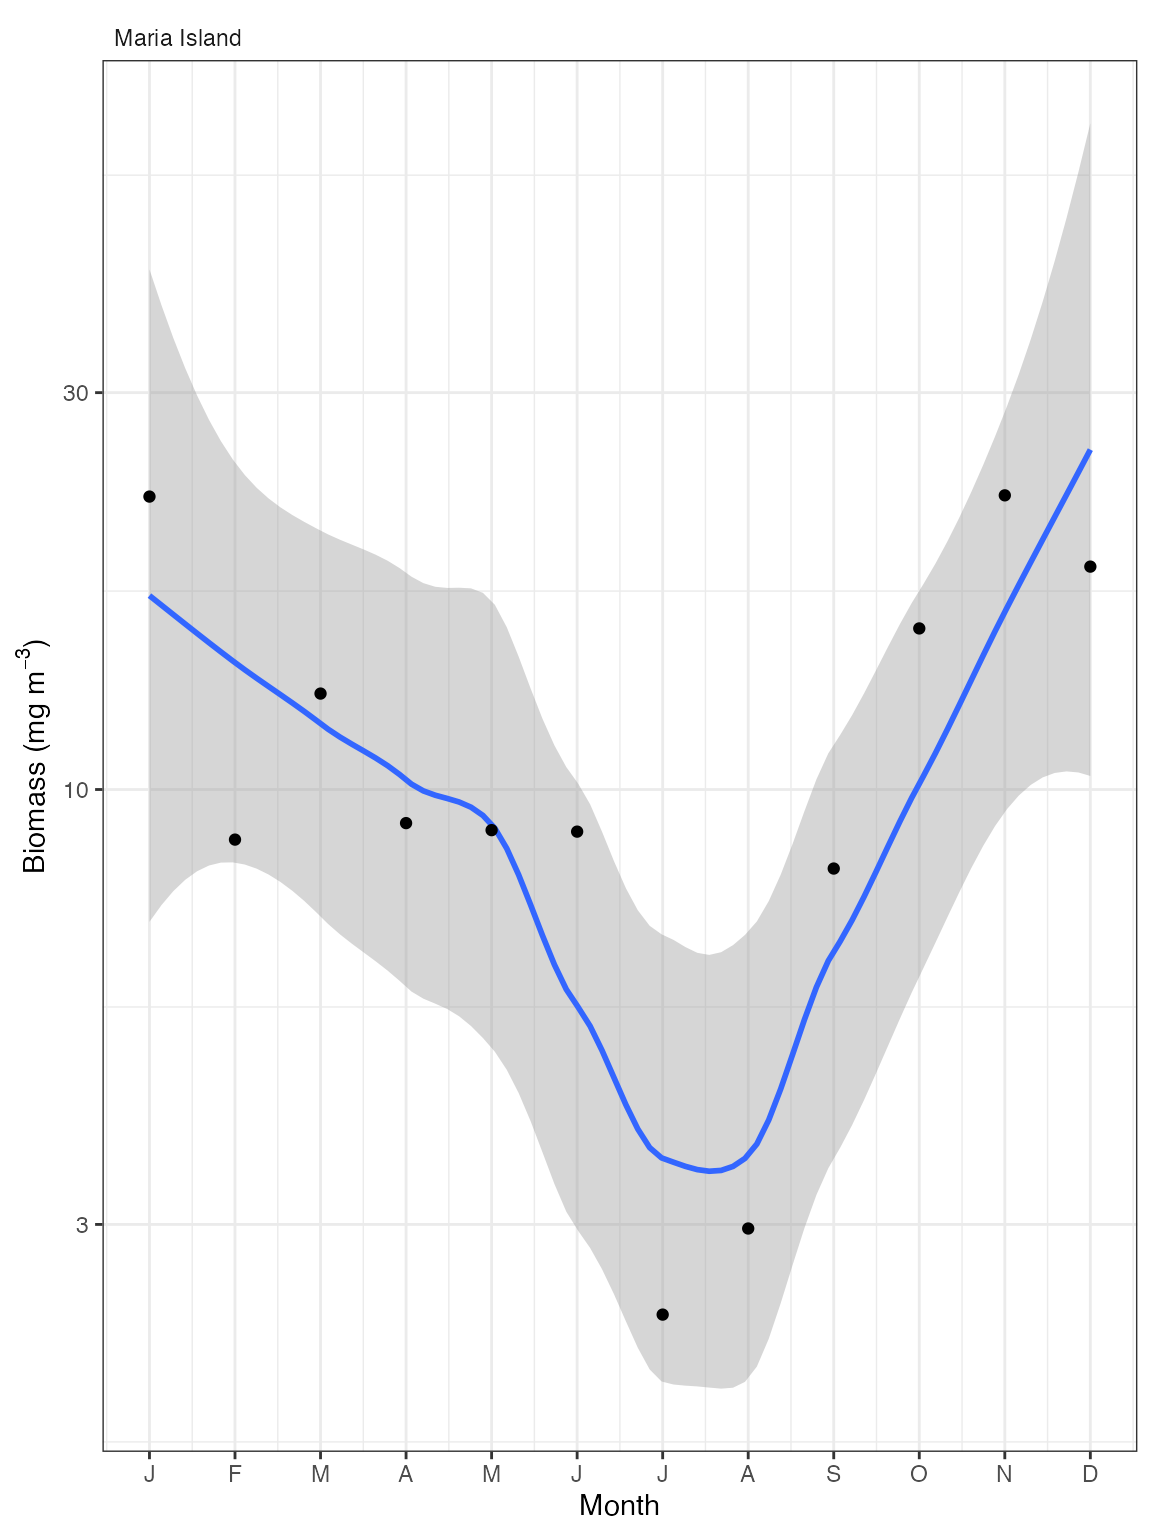 Maria Island
30
10
3
Biomass (mg m⁻³)
J F M A M J J A S O N D
Month